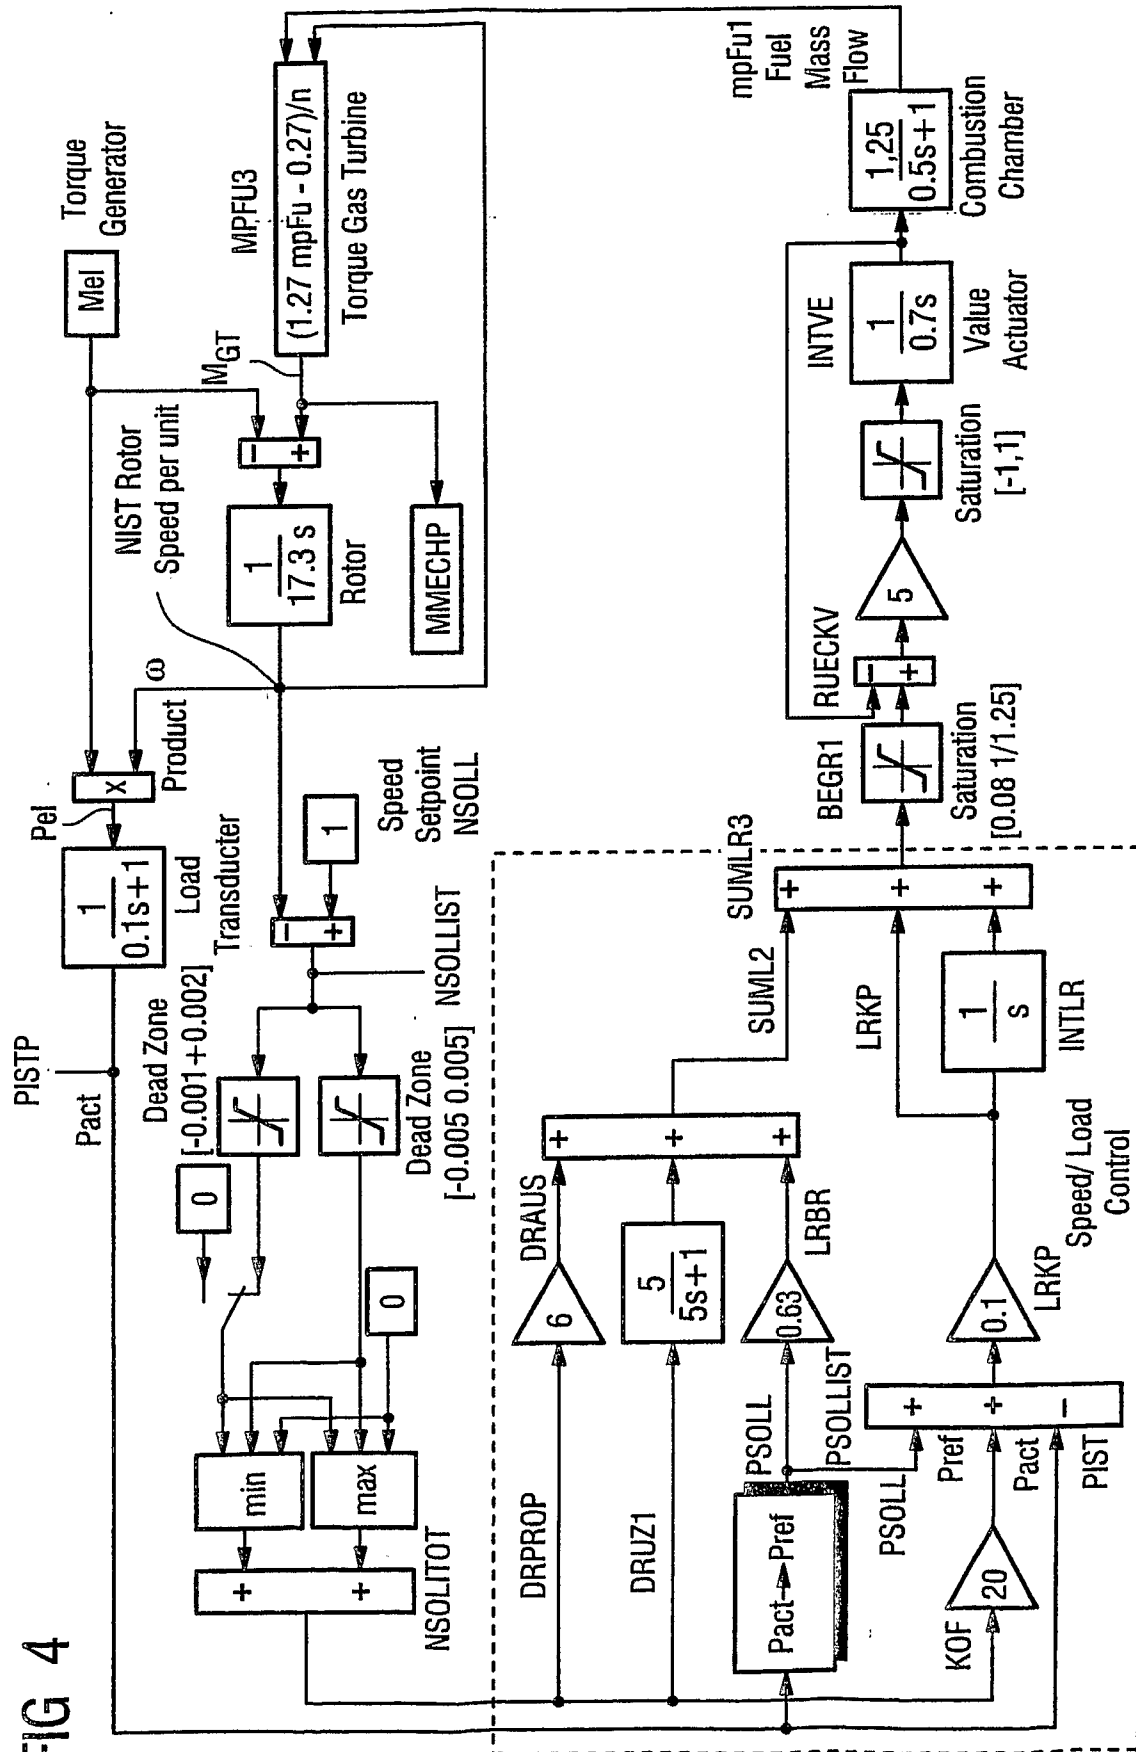 FIG 4
PISTP
Pact
Pel
1
0.1s+1
Load
Transducter
x
Product
ω
Mel
Torque
Generator
NIST Rotor
Speed per unit
1
17.3 s
Rotor
-
+
MGT
MPFU3
(1.27 mpFu - 0.27)/n
Torque Gas Turbine
MMECHP
mpFu1
Fuel
Mass
Flow
Dead Zone
[-0.001+0.002]
0
Dead Zone
[-0.005 0.005]
0
NSOLLIST
-
+
1
Speed
Setpoint
NSOLL
min
max
+
+
NSOLITOT
DRPROP
6
DRAUS
DRUZ1
5
5s+1
Pact Pref
PSOLL
0.63
LRBR
PSOLLIST
+
+
+
SUML2
SUMLR3
+
+
+
LRKP
PSOLL
Pref
Pact
PIST
KOF
20
+
+
-
0.1
LRKP
1
s
INTLR
Speed/ Load
Control
BEGR1
Saturation
[0.08 1/1.25]
RUECKV
-
+
5
Saturation
[-1,1]
INTVE
1
0.7s
Value
Actuator
1,25
0.5s+1
Combustion
Chamber